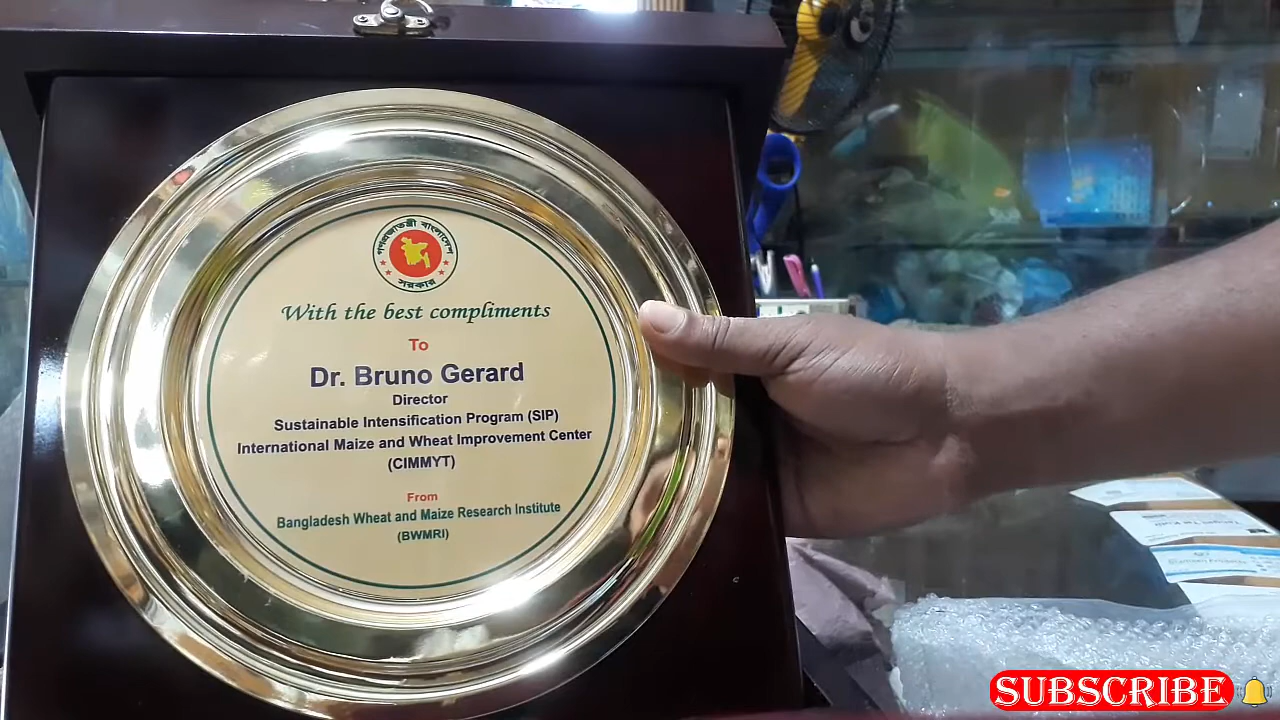 গণপ্রজাতন্ত্রী বাংলাদেশ
সরকার
With the best compliments
To
Dr. Bruno Gerard
Director
Sustainable Intensification Program (SIP)
International Maize and Wheat Improvement Center
(CIMMYT)
From
Bangladesh Wheat and Maize Research Institute
(BWMRI)
SUBSCRIBE